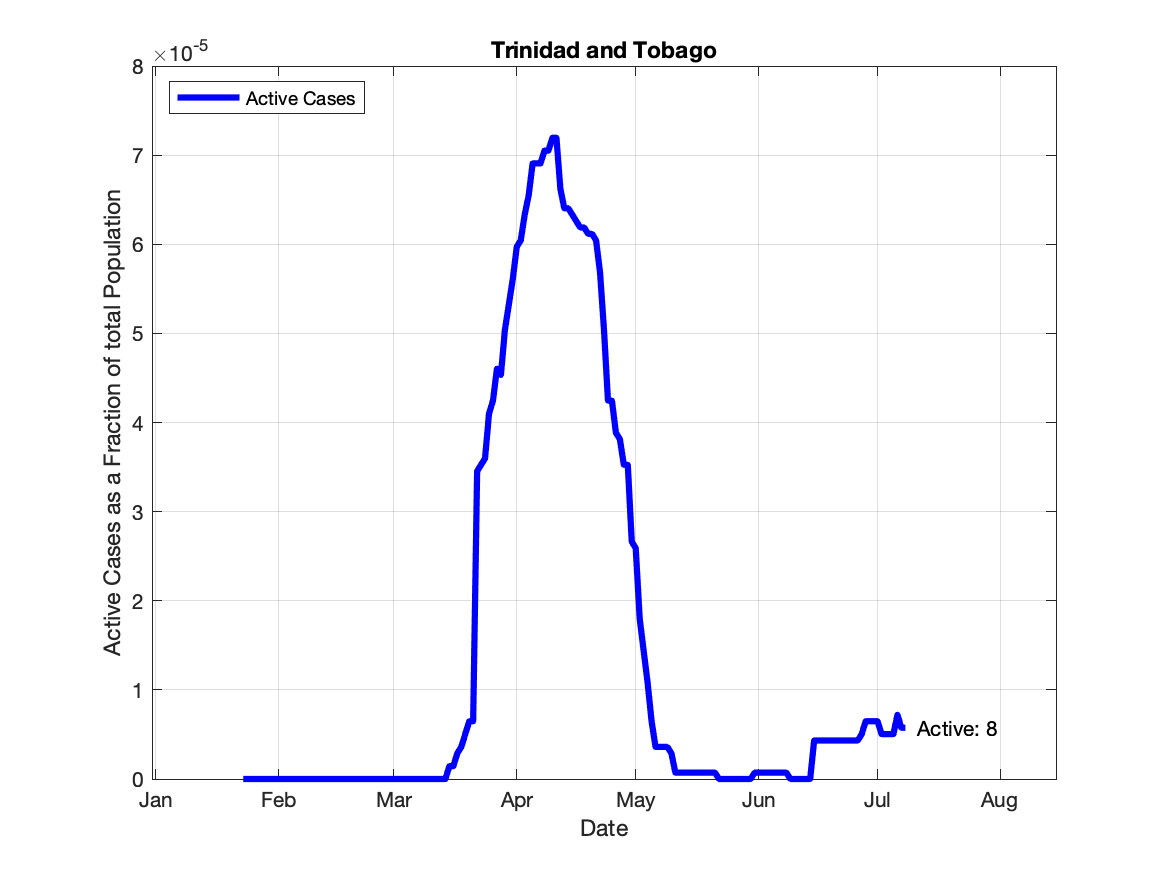 Trinidad and Tobago
×10-5
Active Cases
8
7
6
5
4
3
2
1
0
Active Cases as a Fraction of total Population
Active: 8
Jan Feb Mar Apr May Jun Jul Aug
Date